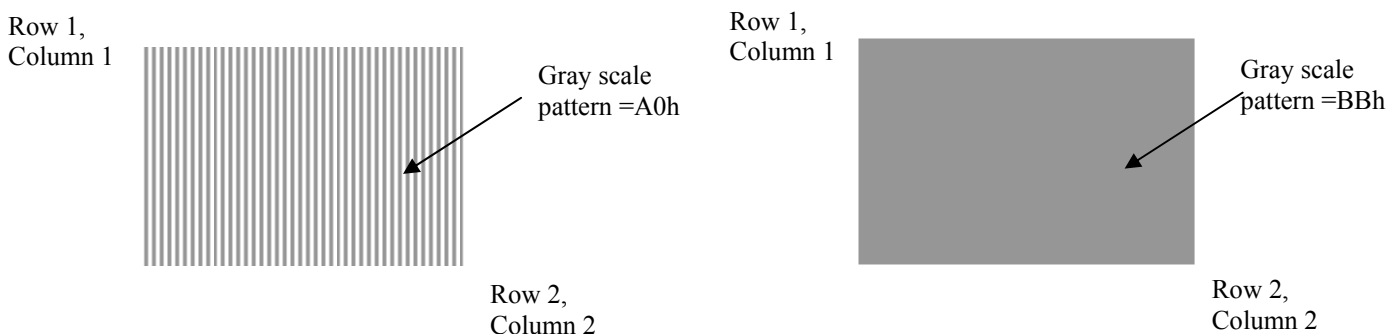 Row 1,
Column 1
Gray scale
pattern =A0h
Row 2,
Column 2
Row 1,
Column 1
Gray scale
pattern =BBh
Row 2,
Column 2